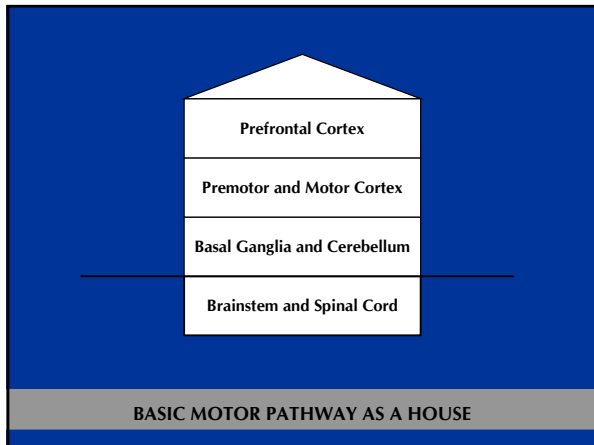 Prefrontal Cortex
Premotor and Motor Cortex
Basal Ganglia and Cerebellum
Brainstem and Spinal Cord
BASIC MOTOR PATHWAY AS A HOUSE